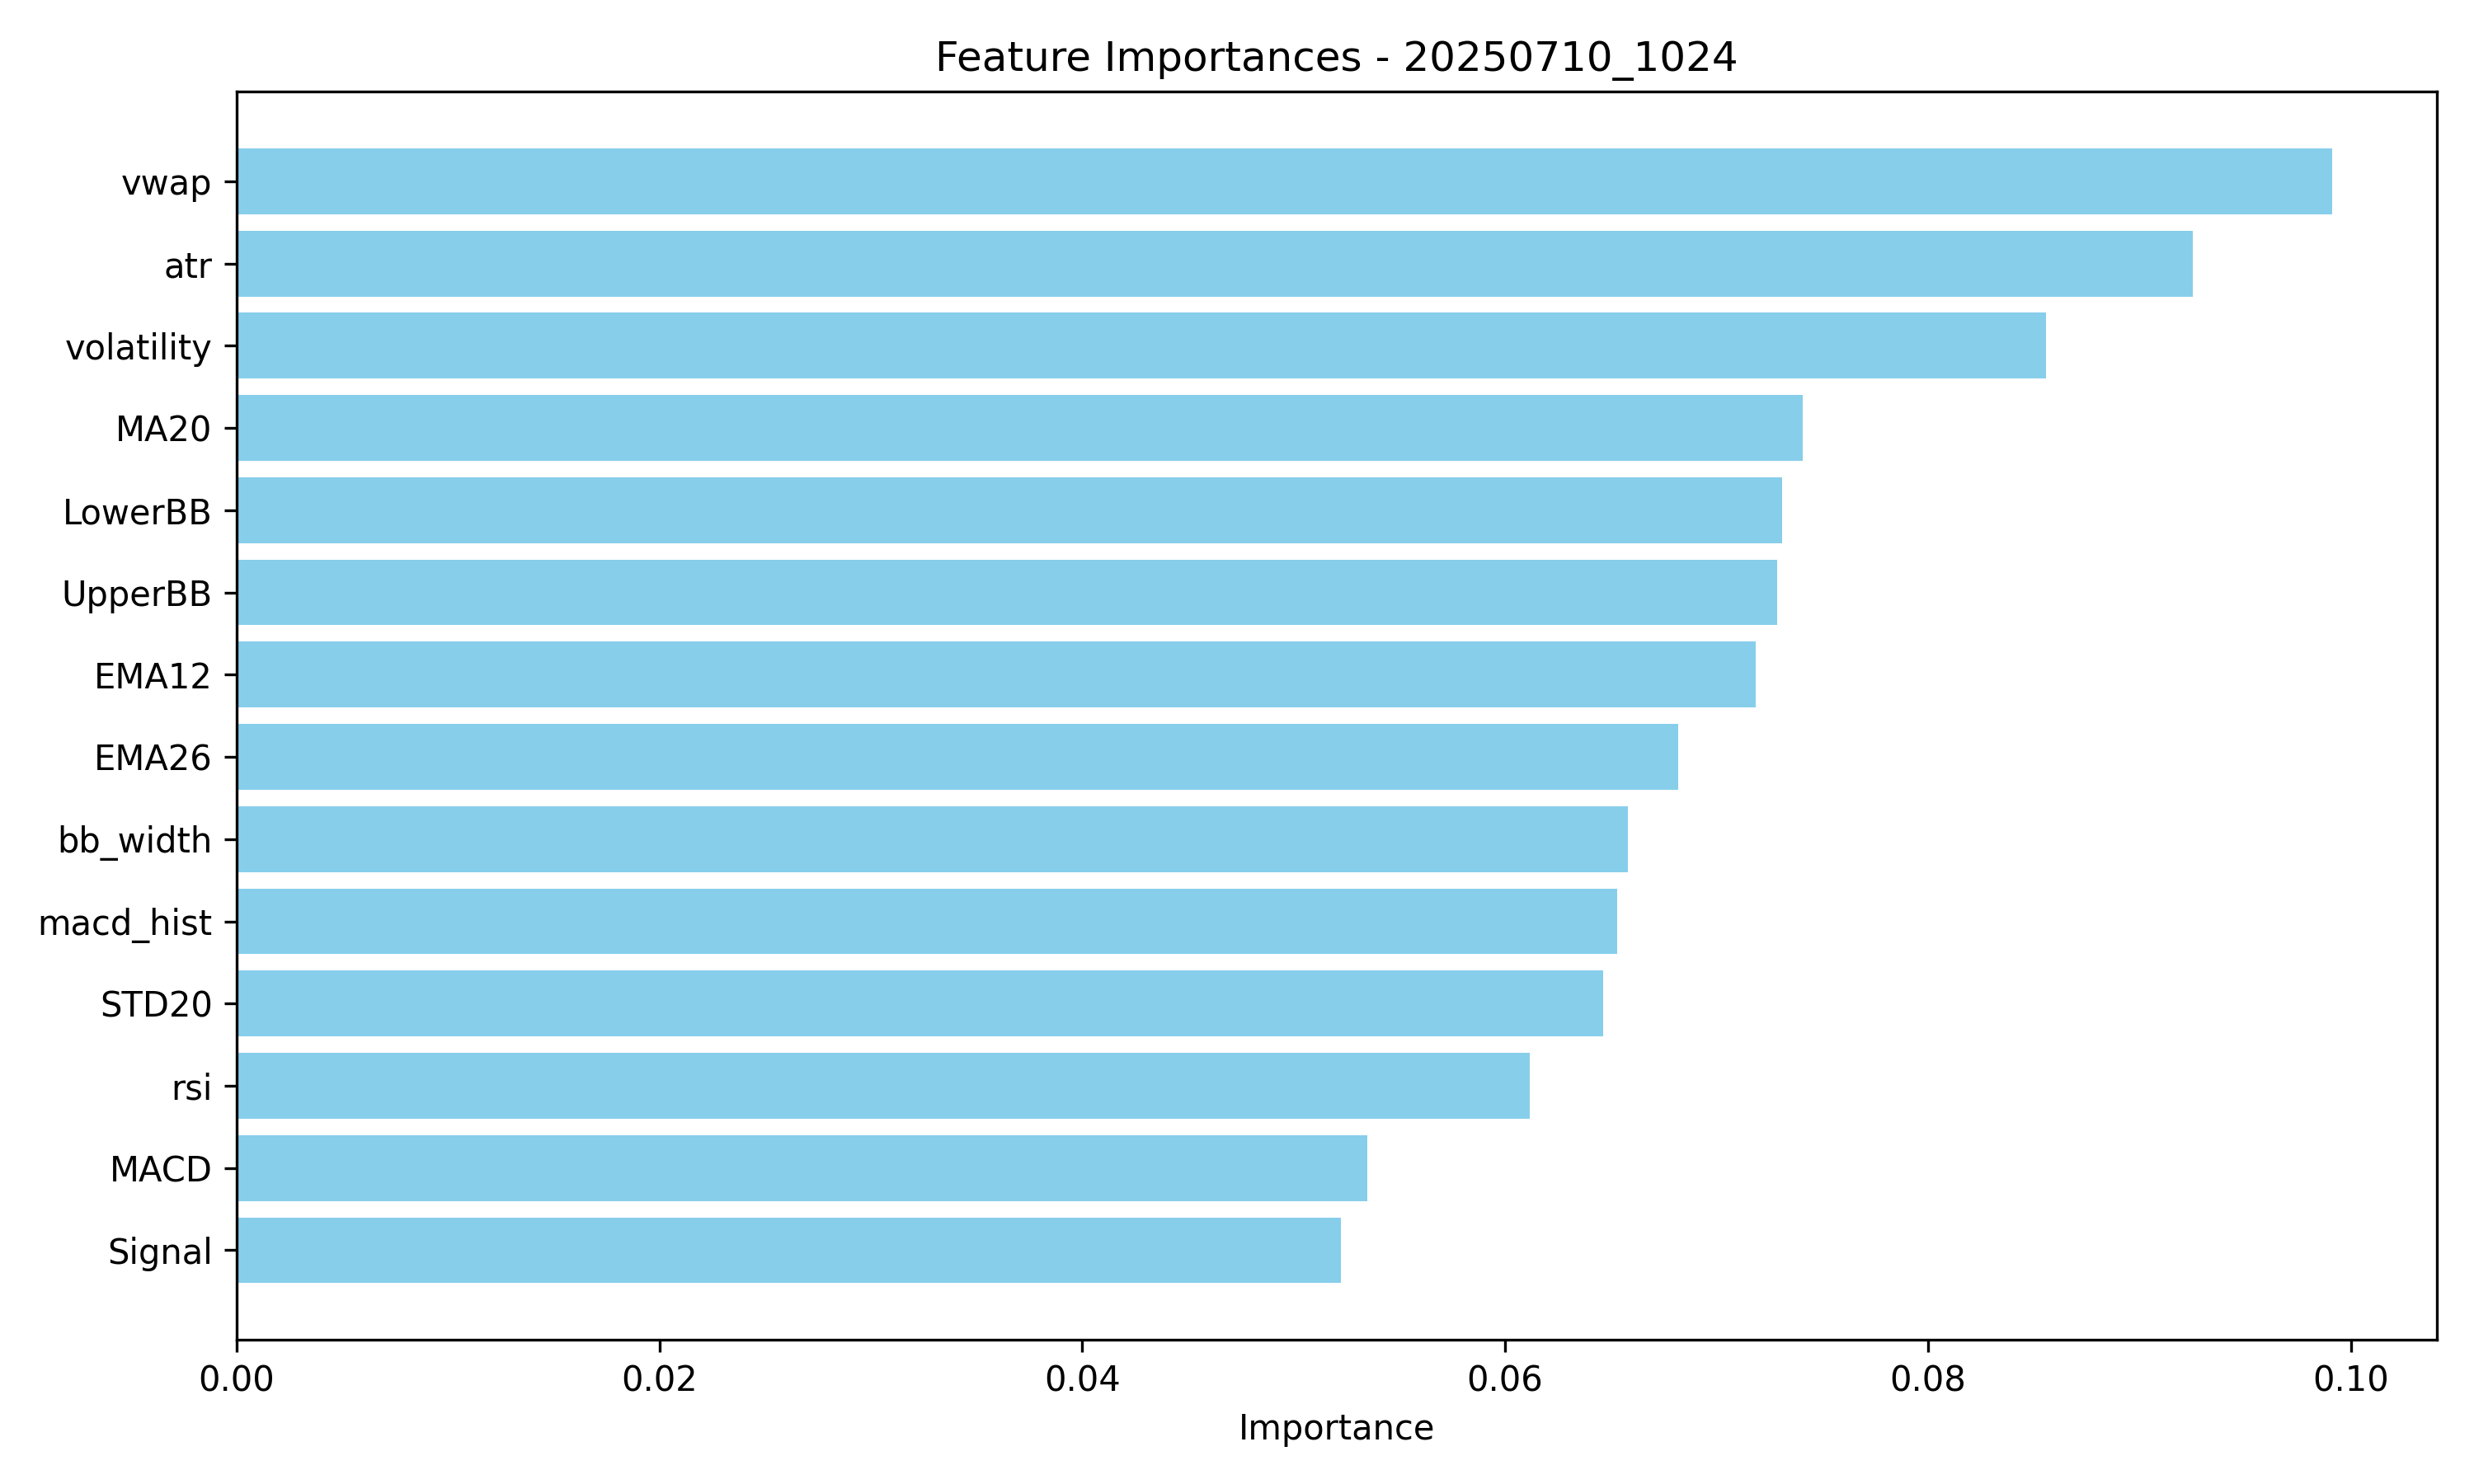 Feature Importances - 20250710_1024
vwap
atr
volatility
MA20
LowerBB
UpperBB
EMA12
EMA26
bb_width
macd_hist
STD20
rsi
MACD
Signal
0.00 0.02 0.04 0.06 0.08 0.10
Importance